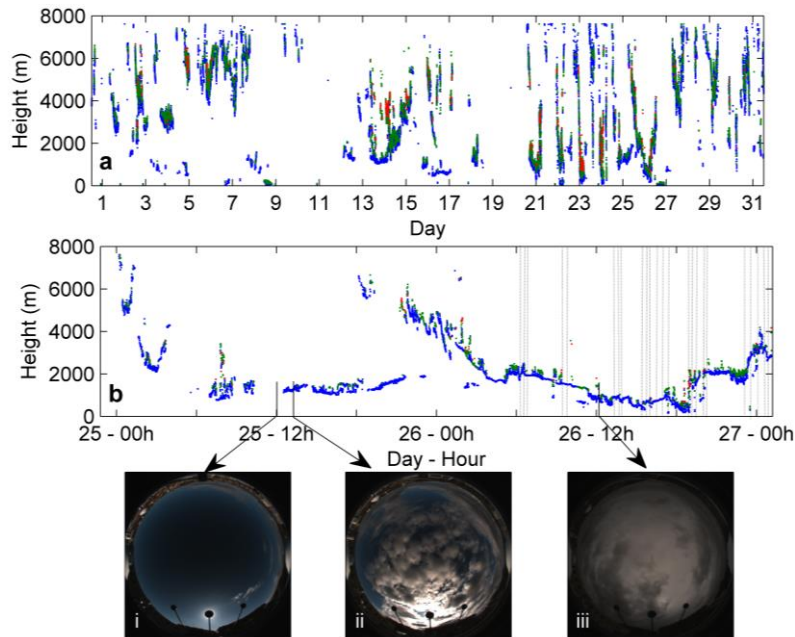 8000
6000
4000
2000
0
Height (m)
a
1 3 5 7 9 11 13 15 17 19 21 23 25 27 29 31
Day
8000
6000
4000
2000
0
Height (m)
b
25 - 00h 25 - 12h 26 - 00h 26 - 12h 27 - 00h
Day - Hour
i ii iii